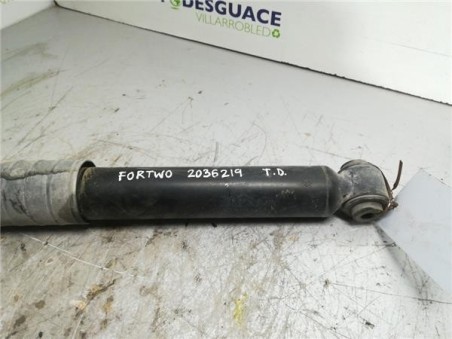 DESGUACE
VILLARROBLEDO
FORTWO 2036219 T.D.